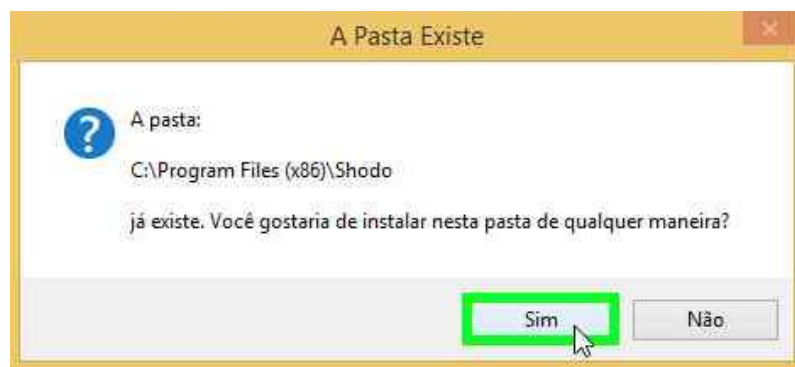 A Pasta Existe
A pasta:
C:\Program Files (x86)\Shodo
já existe. Você gostaria de instalar nesta pasta de qualquer maneira?
Sim
Não